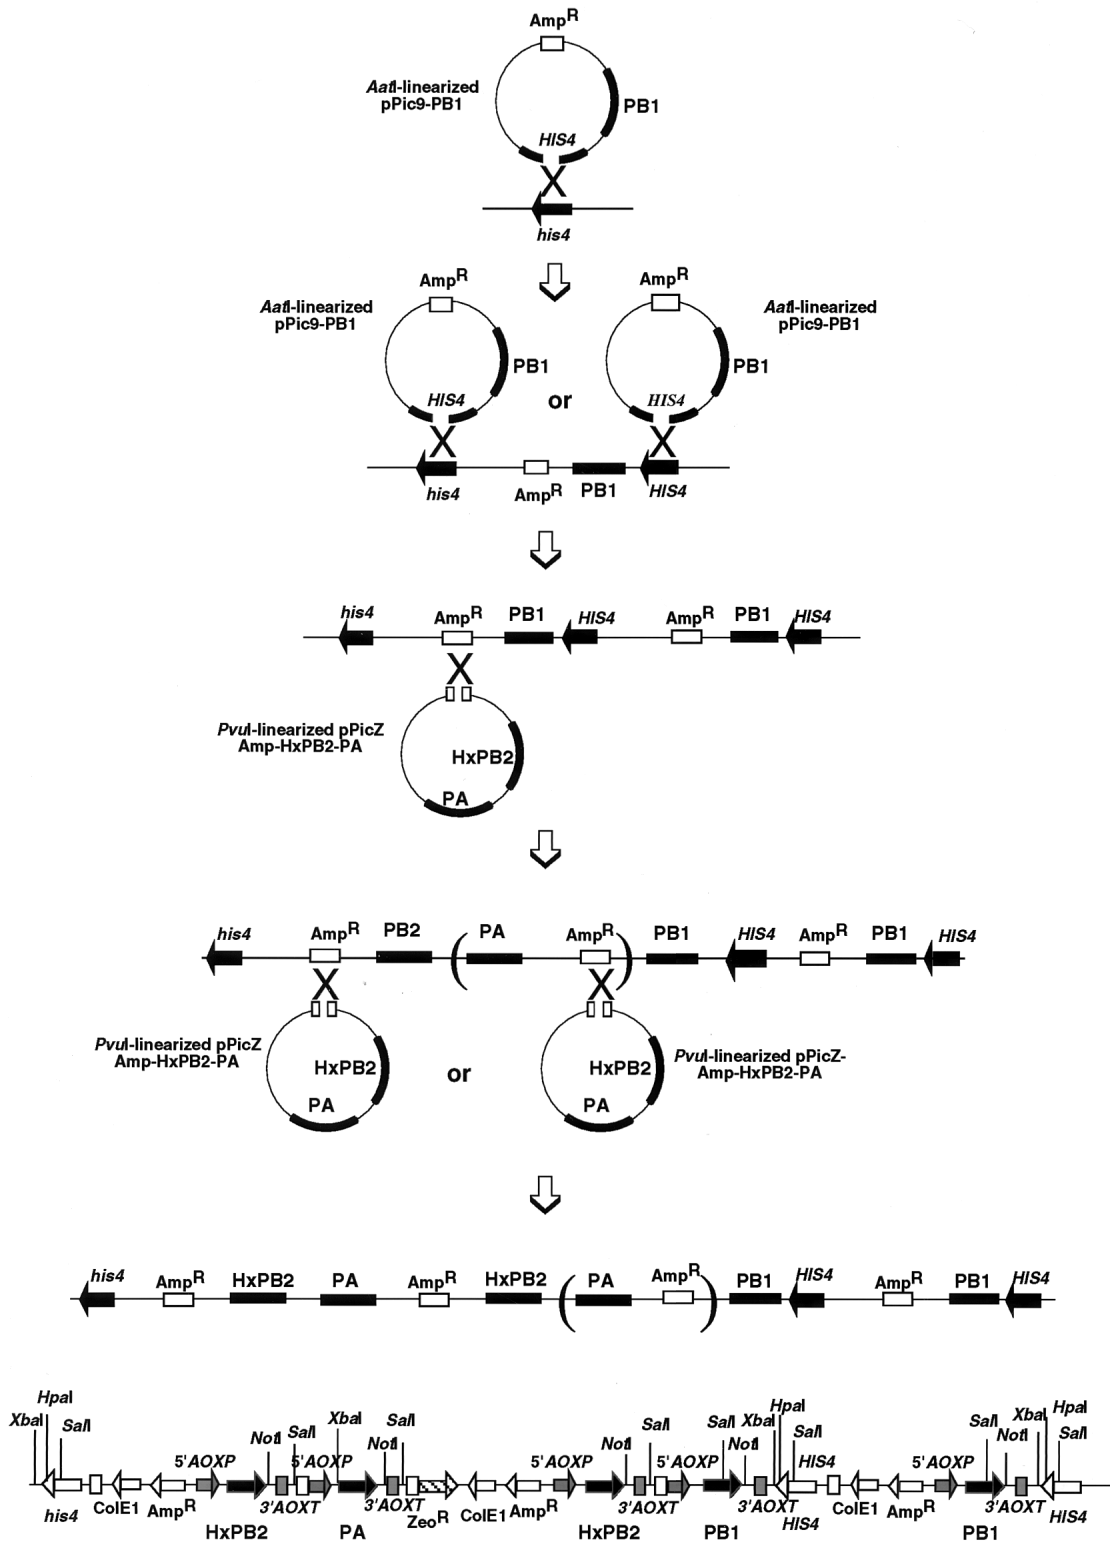 AmpR
AatI-linearized
pPic9-PB1
PB1
HIS4
his4
AmpR
AatI-linearized
pPic9-PB1
PB1
HIS4
or
AmpR
AatI-linearized
pPic9-PB1
PB1
HIS4
his4 AmpR PB1 HIS4
his4 AmpR PB1 HIS4 AmpR PB1 HIS4
PvuI-linearized pPicZ
Amp-HxPB2-PA
HxPB2
PA
his4 AmpR PB2 ( PA AmpR ) PB1 HIS4 AmpR PB1 HIS4
PvuI-linearized pPicZ
Amp-HxPB2-PA
HxPB2
PA
or
HxPB2
PA
PvuI-linearized pPicZ-
Amp-HxPB2-PA
his4 AmpR HxPB2 PA AmpR HxPB2 ( PA AmpR ) PB1 HIS4 AmpR PB1 HIS4
HpaI HpaI HpaI
XbaI SalI XbaI SalI SalI SalI XbaI SalI SalI XbaI SalI
NotI SalI NotI NotI NotI NotI
5'AOXP 5'AOXP 5'AOXP 5'AOXP HIS4 5'AOXP
his4 ColE1 AmpR 3'AOXT 3'AOXT ZeoR ColE1 AmpR 3'AOXT 3'AOXT HIS4 ColE1 AmpR 3'AOXT HIS4
HxPB2 PA HxPB2 PB1 PB1